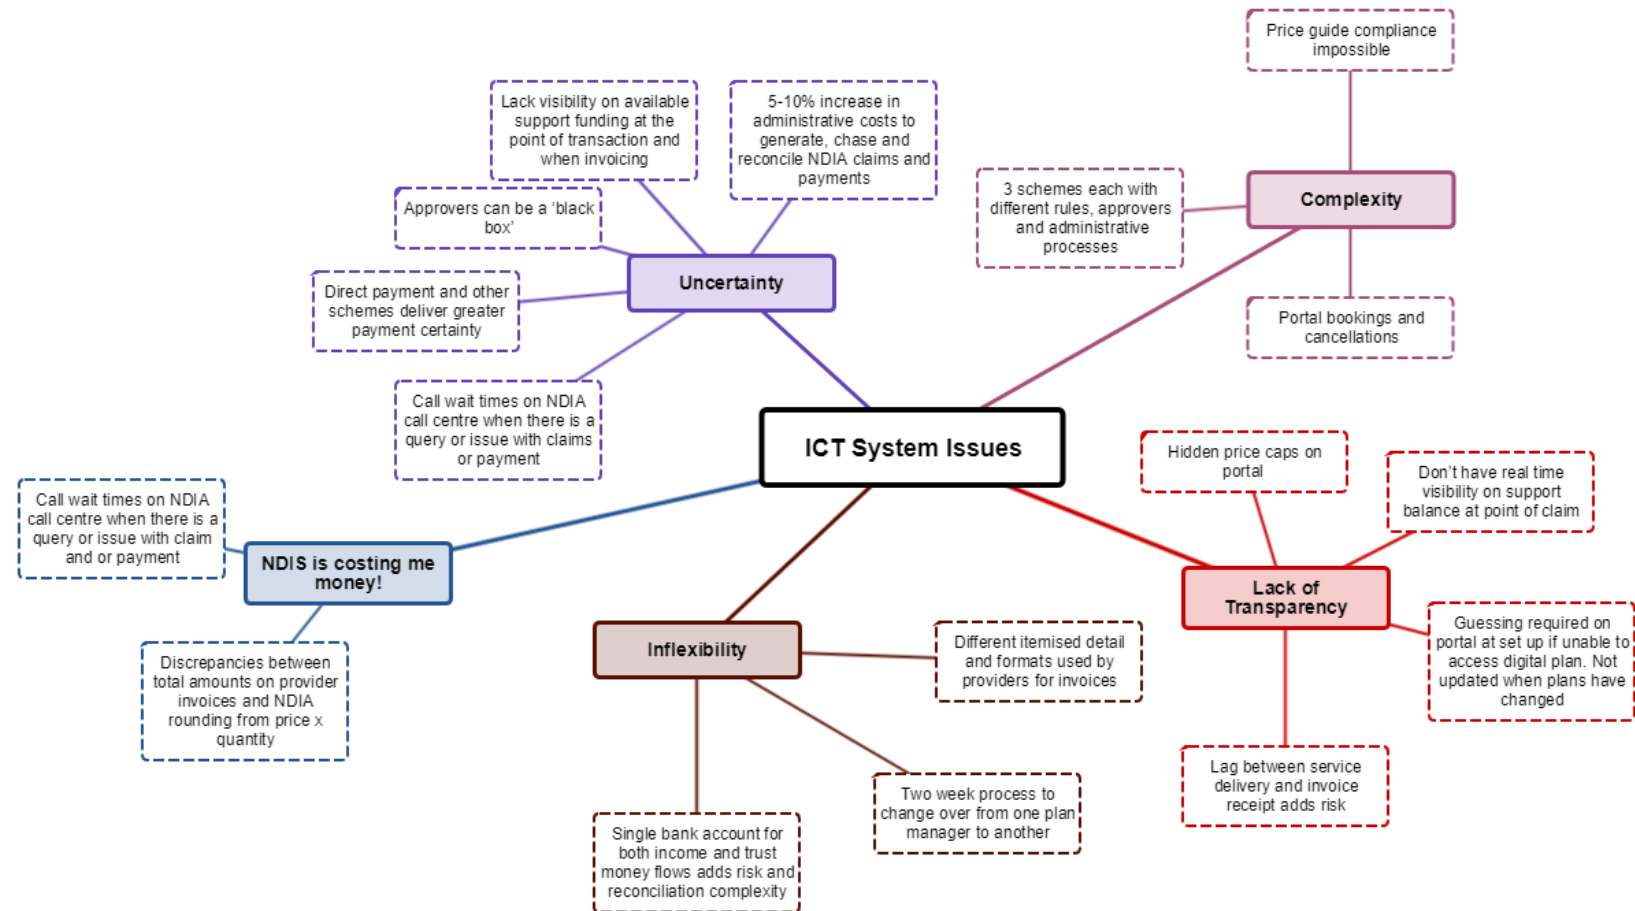 Price guide compliance
impossible
Lack visibility on available
support funding at the
point of transaction and
when invoicing
5-10% increase in
administrative costs to
generate, chase and
reconcile NDIA claims and
payments
3 schemes each with
different rules, approvers
and administrative
processes
Complexity
Approvers can be a ‘black
box’
Uncertainty
Direct payment and other
schemes deliver greater
payment certainty
Portal bookings and
cancellations
Call wait times on NDIA
call centre when there is a
query or issue with claims
or payment
ICT System Issues
Hidden price caps on
portal
Don’t have real time
visibility on support
balance at point of claim
Call wait times on NDIA
call centre when there is a
query or issue with claim
and or payment
NDIS is costing me
money!
Lack of
Transparency
Guessing required on
portal at set up if unable to
access digital plan. Not
updated when plans have
changed
Inflexibility
Different itemised detail
and formats used by
providers for invoices
Discrepancies between
total amounts on provider
invoices and NDIA
rounding from price x
quantity
Lag between service
delivery and invoice
receipt adds risk
Two week process to
change over from one plan
manager to another
Single bank account for
both income and trust
money flows adds risk and
reconciliation complexity